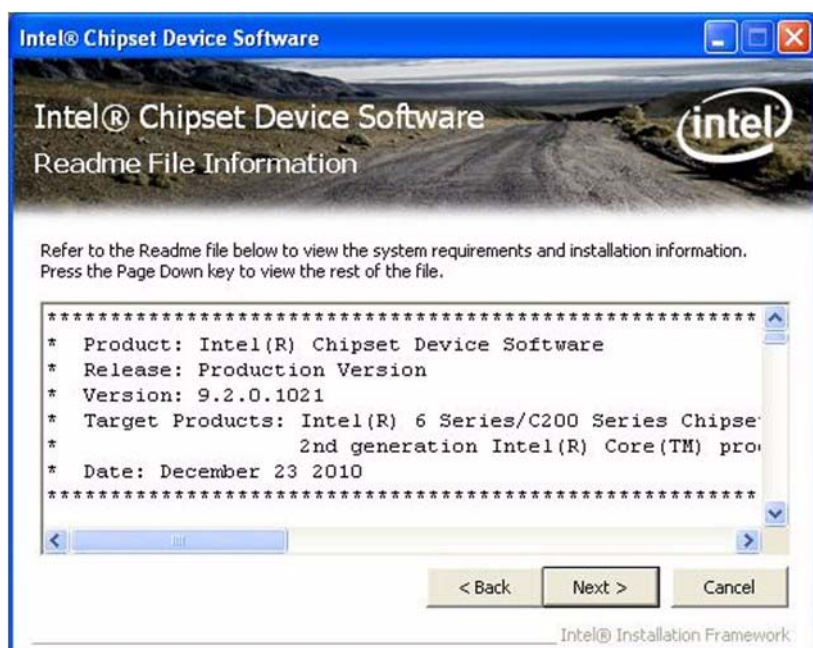 Intel® Chipset Device Software
Intel® Chipset Device Software
intel
Readme File Information
Refer to the Readme file below to view the system requirements and installation information.
Press the Page Down key to view the rest of the file.
********************************************************
* Product: Intel(R) Chipset Device Software
* Release: Production Version
* Version: 9.2.0.1021
* Target Products: Intel(R) 6 Series/C200 Series Chipse
* 2nd generation Intel(R) Core(TM) pro
* Date: December 23 2010
********************************************************
< Back Next > Cancel
Intel® Installation Framework